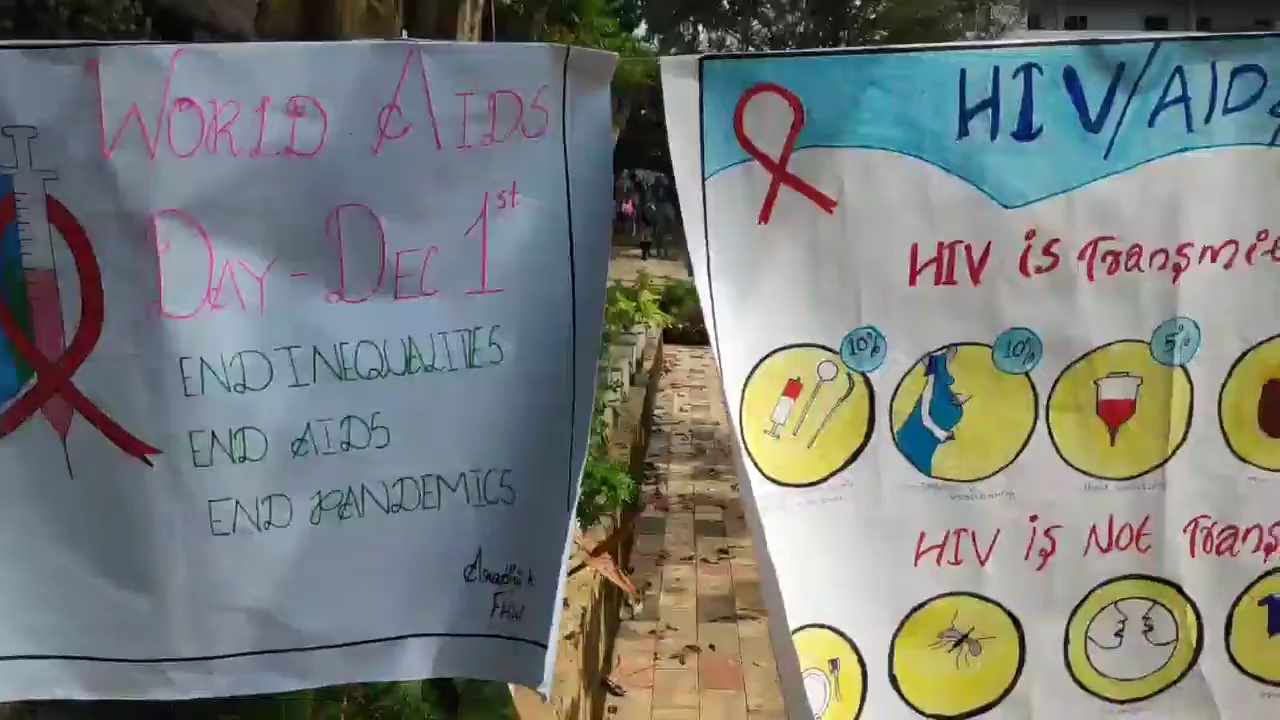 WORLD AIDS
DAY - DEC 1st
END INEQUALITIES
END AIDS
END PANDEMICS
HIV/AIDS
HIV is Transmit
10%
10%
5%
HIV is Not Trans